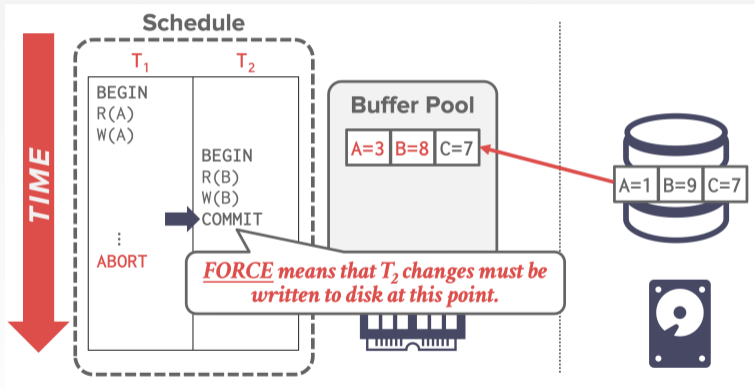 Schedule
T₁ T₂
BEGIN
R(A)
W(A)
BEGIN
R(B)
W(B)
COMMIT
⋮
ABORT
TIME
Buffer Pool
A=3 B=8 C=7
A=1 B=9 C=7
FORCE means that T₂ changes must be
written to disk at this point.